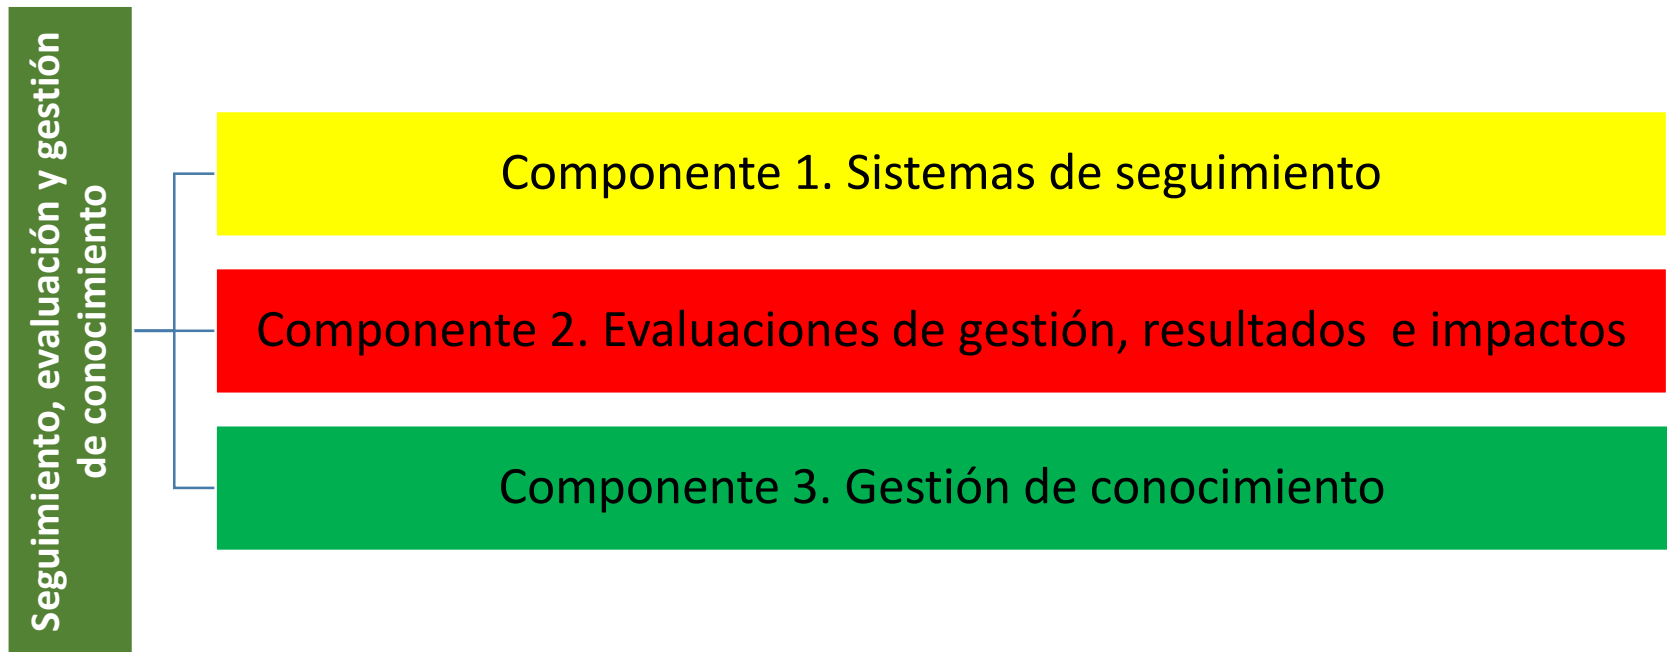 Seguimiento, evaluación y gestión
de conocimiento
Componente 1. Sistemas de seguimiento
Componente 2. Evaluaciones de gestión, resultados  e impactos
Componente 3. Gestión de conocimiento